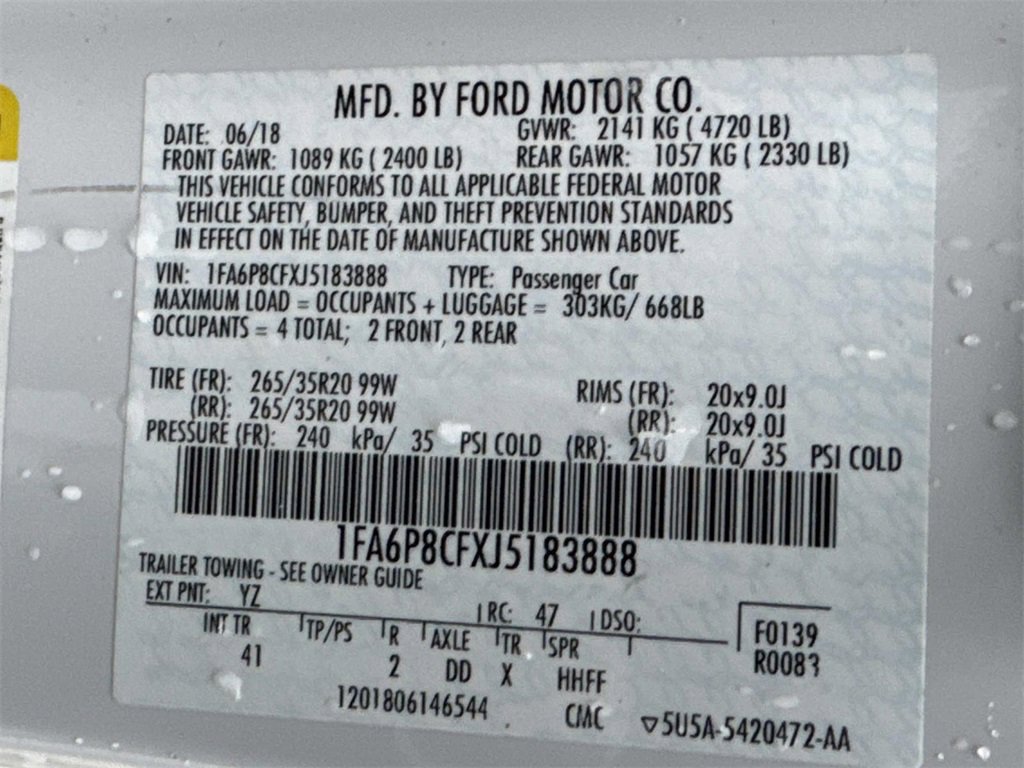 MFD. BY FORD MOTOR CO.
DATE: 06/18 GVWR: 2141 KG ( 4720 LB)
FRONT GAWR: 1089 KG ( 2400 LB) REAR GAWR: 1057 KG ( 2330 LB)
THIS VEHICLE CONFORMS TO ALL APPLICABLE FEDERAL MOTOR
VEHICLE SAFETY, BUMPER, AND THEFT PREVENTION STANDARDS
IN EFFECT ON THE DATE OF MANUFACTURE SHOWN ABOVE.
VIN: 1FA6P8CFXJ5183888 TYPE: Passenger Car
MAXIMUM LOAD = OCCUPANTS + LUGGAGE = 303KG/ 668LB
OCCUPANTS = 4 TOTAL; 2 FRONT, 2 REAR
TIRE (FR): 265/35R20 99W RIMS (FR): 20x9.0J
(RR): 265/35R20 99W (RR): 20x9.0J
PRESSURE (FR): 240 kPa/ 35 PSI COLD (RR): 240 kPa/ 35 PSI COLD
1FA6P8CFXJ5183888
TRAILER TOWING - SEE OWNER GUIDE
EXT PNT: YZ RC: 47 DSO: F0139
INT TR TP/PS R AXLE TR SPR R0083
41 2 DD X HHFF
1201806146544 CMC ▽5U5A-5420472-AA